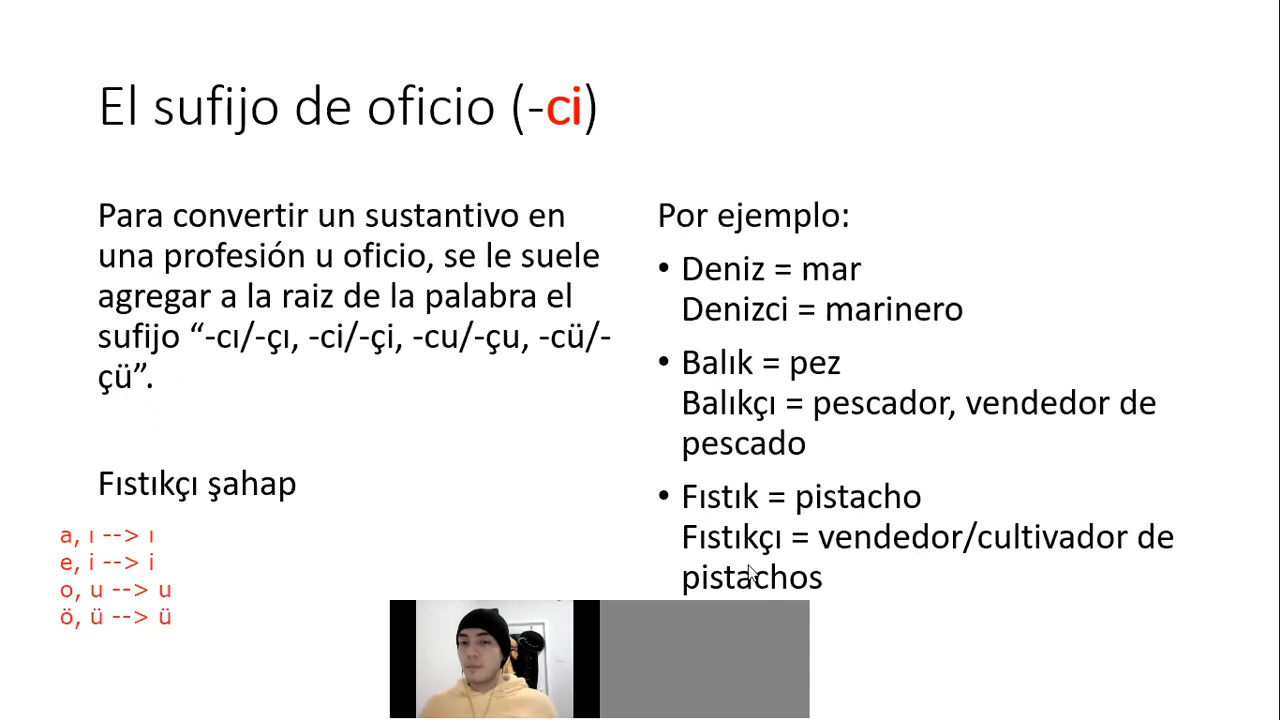 El sufijo de oficio (-ci)
Para convertir un sustantivo en
una profesión u oficio, se le suele
agregar a la raiz de la palabra el
sufijo “-cı/-çı, -ci/-çi, -cu/-çu, -cü/-
çü”.
Fıstıkçı şahap
a, ı --> ı
e, i --> i
o, u --> u
ö, ü --> ü
Por ejemplo:
• Deniz = mar
Denizci = marinero
• Balık = pez
Balıkçı = pescador, vendedor de
pescado
• Fıstık = pistacho
Fıstıkçı = vendedor/cultivador de
pistachos